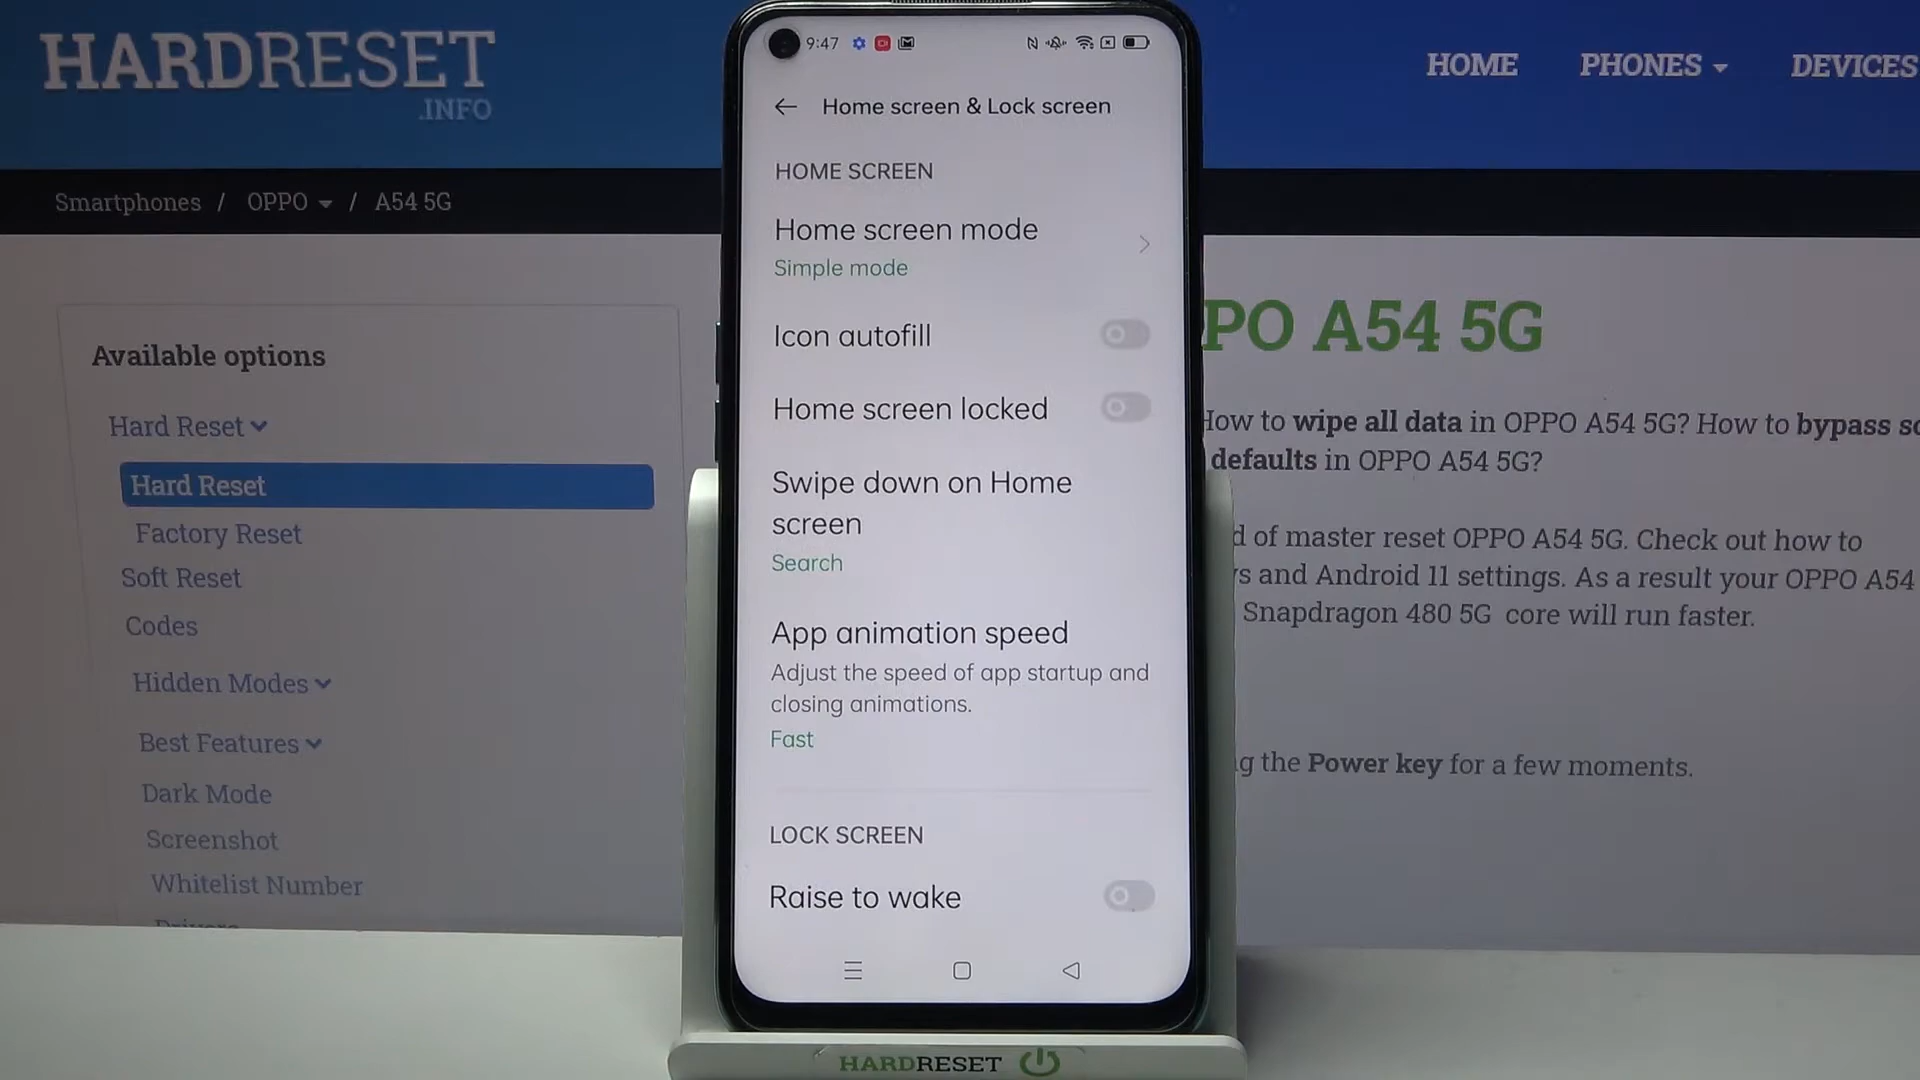 HARDRESET
.INFO
HOME PHONES DEVICES
Smartphones / OPPO / A54 5G
Available options
Hard Reset
Hard Reset
Factory Reset
Soft Reset
Codes
Hidden Modes
Best Features
Dark Mode
Screenshot
Whitelist Number
Drivers
9:47
Home screen & Lock screen
HOME SCREEN
Home screen mode
Simple mode
Icon autofill
Home screen locked
Swipe down on Home
screen
Search
App animation speed
Adjust the speed of app startup and
closing animations.
Fast
LOCK SCREEN
Raise to wake
PO A54 5G
How to wipe all data in OPPO A54 5G? How to bypass
defaults in OPPO A54 5G?
d of master reset OPPO A54 5G. Check out how to
's and Android 11 settings. As a result your OPPO A54
Snapdragon 480 5G core will run faster.
g the Power key for a few moments.
HARDRESET